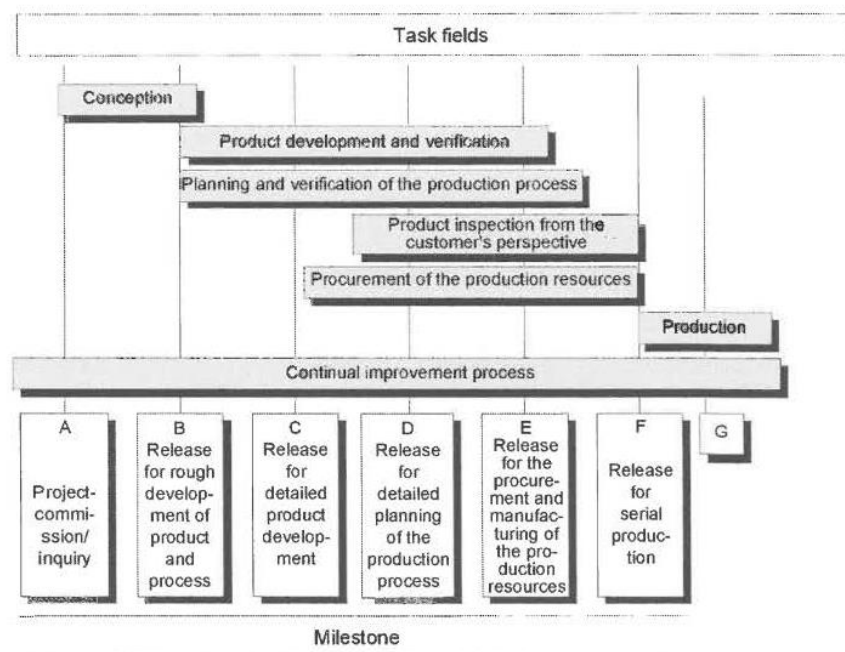 Task fields
Conception
Product development and verification
Planning and verification of the production process
Product inspection from the
customer's perspective
Procurement of the production resources
Production
Continual improvement process
A
Project-
commi-
ssion/
inquiry
B
Release
for rough
develop-
ment of
product
and
process
C
Release
for
detailed
product
develop-
ment
D
Release
for
detailed
planning
of the
production
process
E
Release
for the
procure-
ment and
manufac-
turing of
the pro-
duction
resources
F
Release
for
serial
produc-
tion
G
Milestone